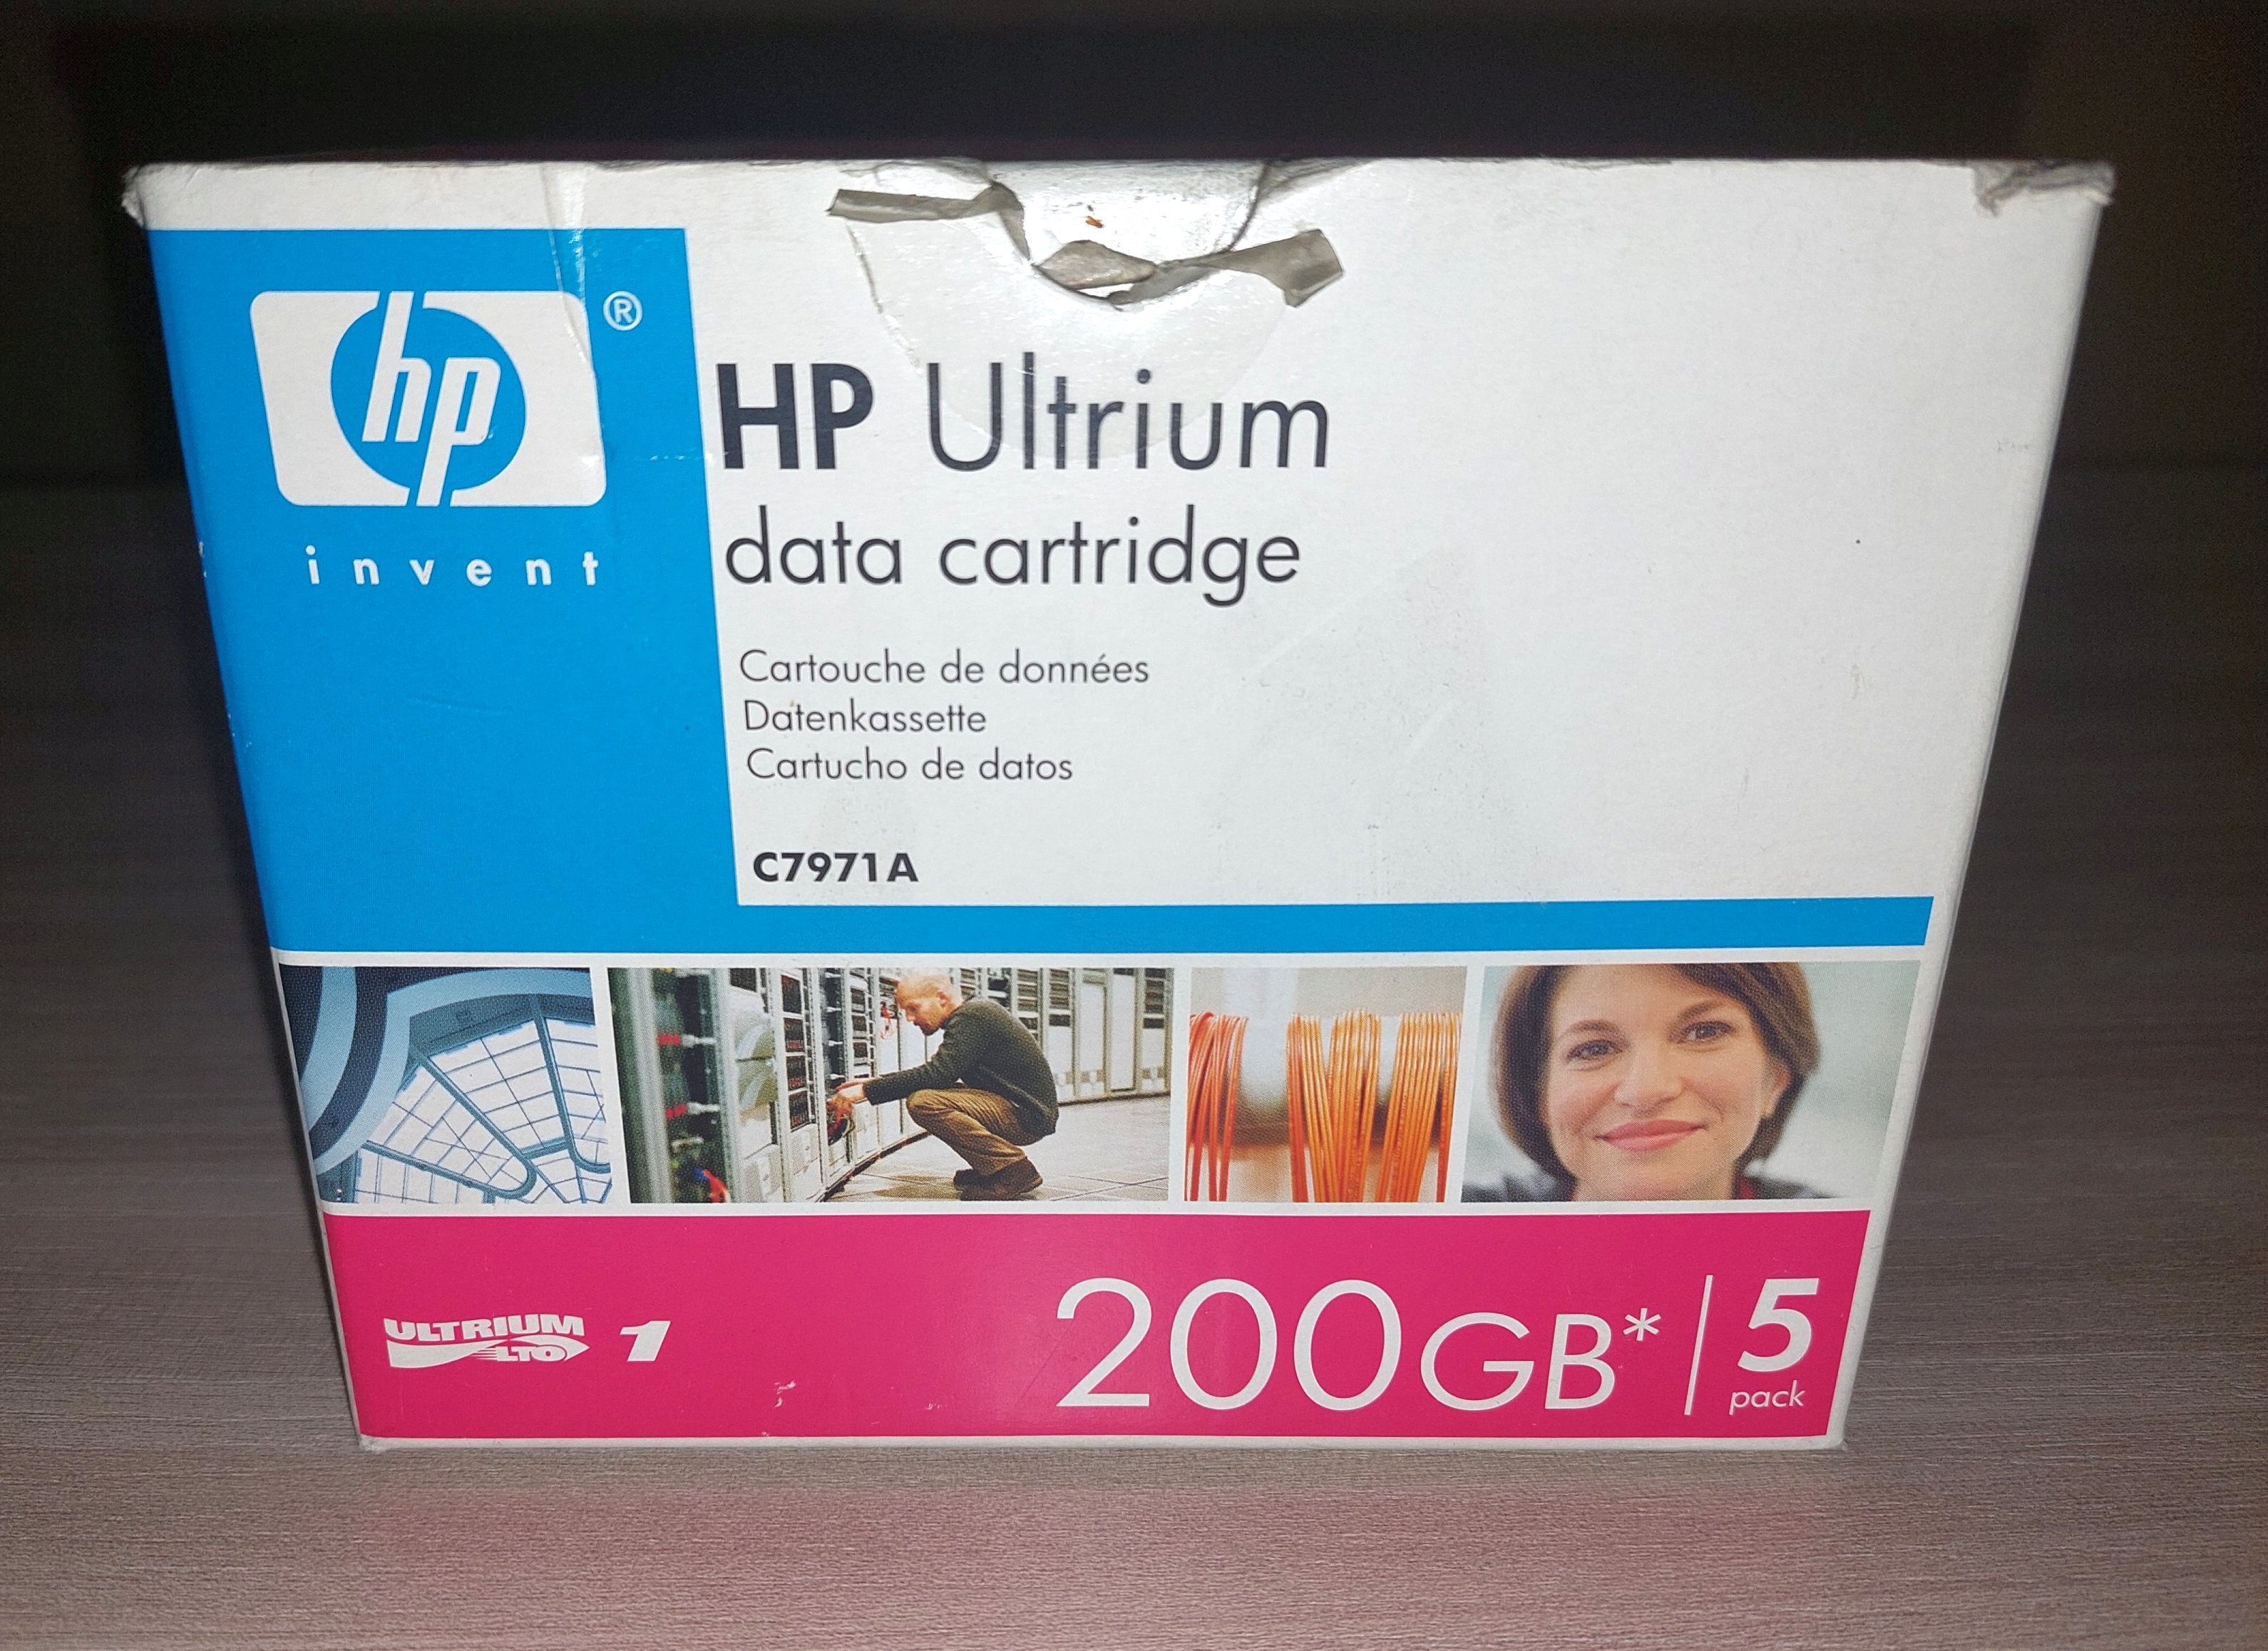 hp®
invent
HP Ultrium
data cartridge
Cartouche de données
Datenkassette
Cartucho de datos
C7971A
ULTRIUM
LTO
1
200GB*
5
pack